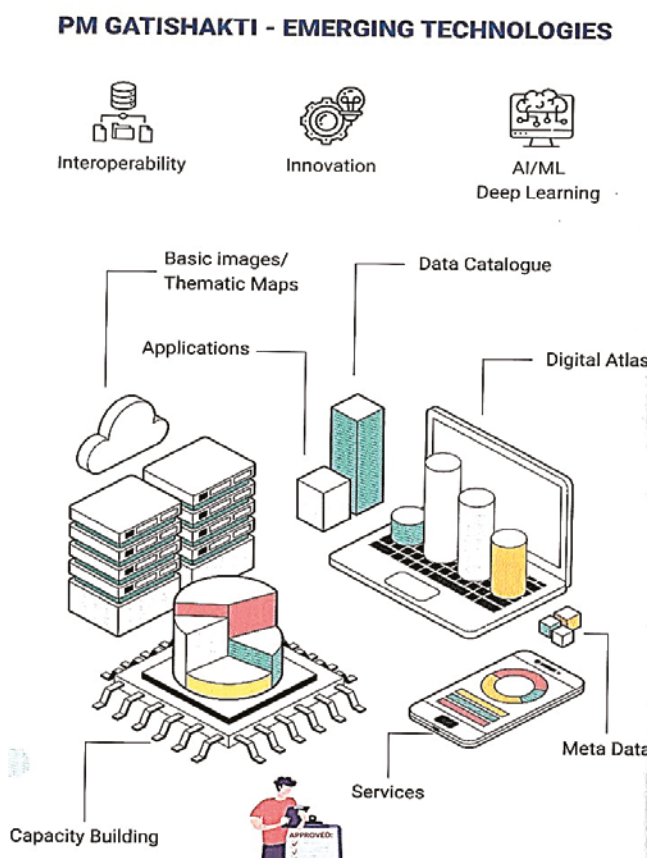 PM GATISHAKTI - EMERGING TECHNOLOGIES
Interoperability
Innovation
AI/ML
Deep Learning
Basic images/
Thematic Maps
Data Catalogue
Applications
Digital Atlas
Meta Data
Services
Capacity Building
APPROVED: